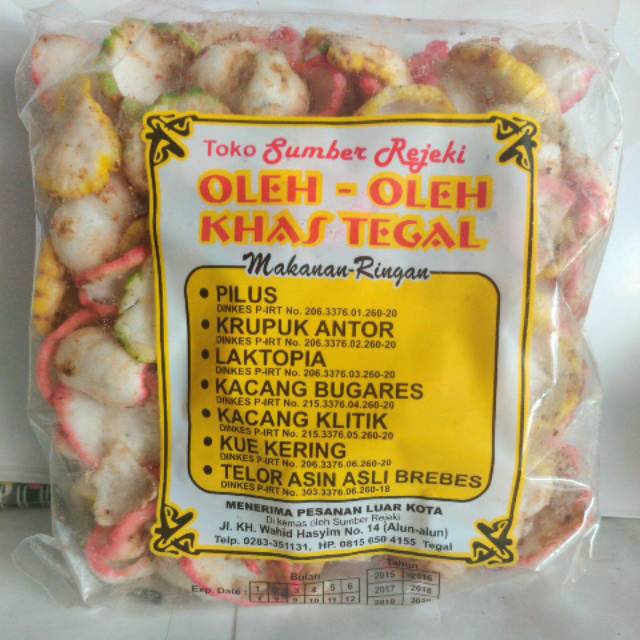 Toko Sumber Rejeki
OLEH - OLEH
KHAS TEGAL
Makanan-Ringan
• PILUS
DINKES P-IRT No. 206.3376.01.260-20
• KRUPUK ANTOR
DINKES P-IRT No. 206.3376.02.260-20
• LAKTOPIA
DINKES P-IRT No. 206.3376.03.260-20
• KACANG BUGARES
DINKES P-IRT No. 215.3376.04.260-20
• KACANG KLITIK
DINKES P-IRT No. 215.3376.05.260-20
• KUE KERING
DINKES P-IRT No. 206.3376.06.260-20
• TELOR ASIN ASLI BREBES
DINKES P-IRT No. 303.3376.06.260-18
MENERIMA PESANAN LUAR KOTA
Di kemas oleh Sumber Rejeki
Jl. KH. Wahid Hasyim No. 14 (Alun-alun)
Telp. 0283-351131, HP. 0815 650 4155 Tegal
Bulan Tahun
Exp. Date : 1 3 4 5 6 2015 2016
9 10 11 12 2017 2018
2019 2020